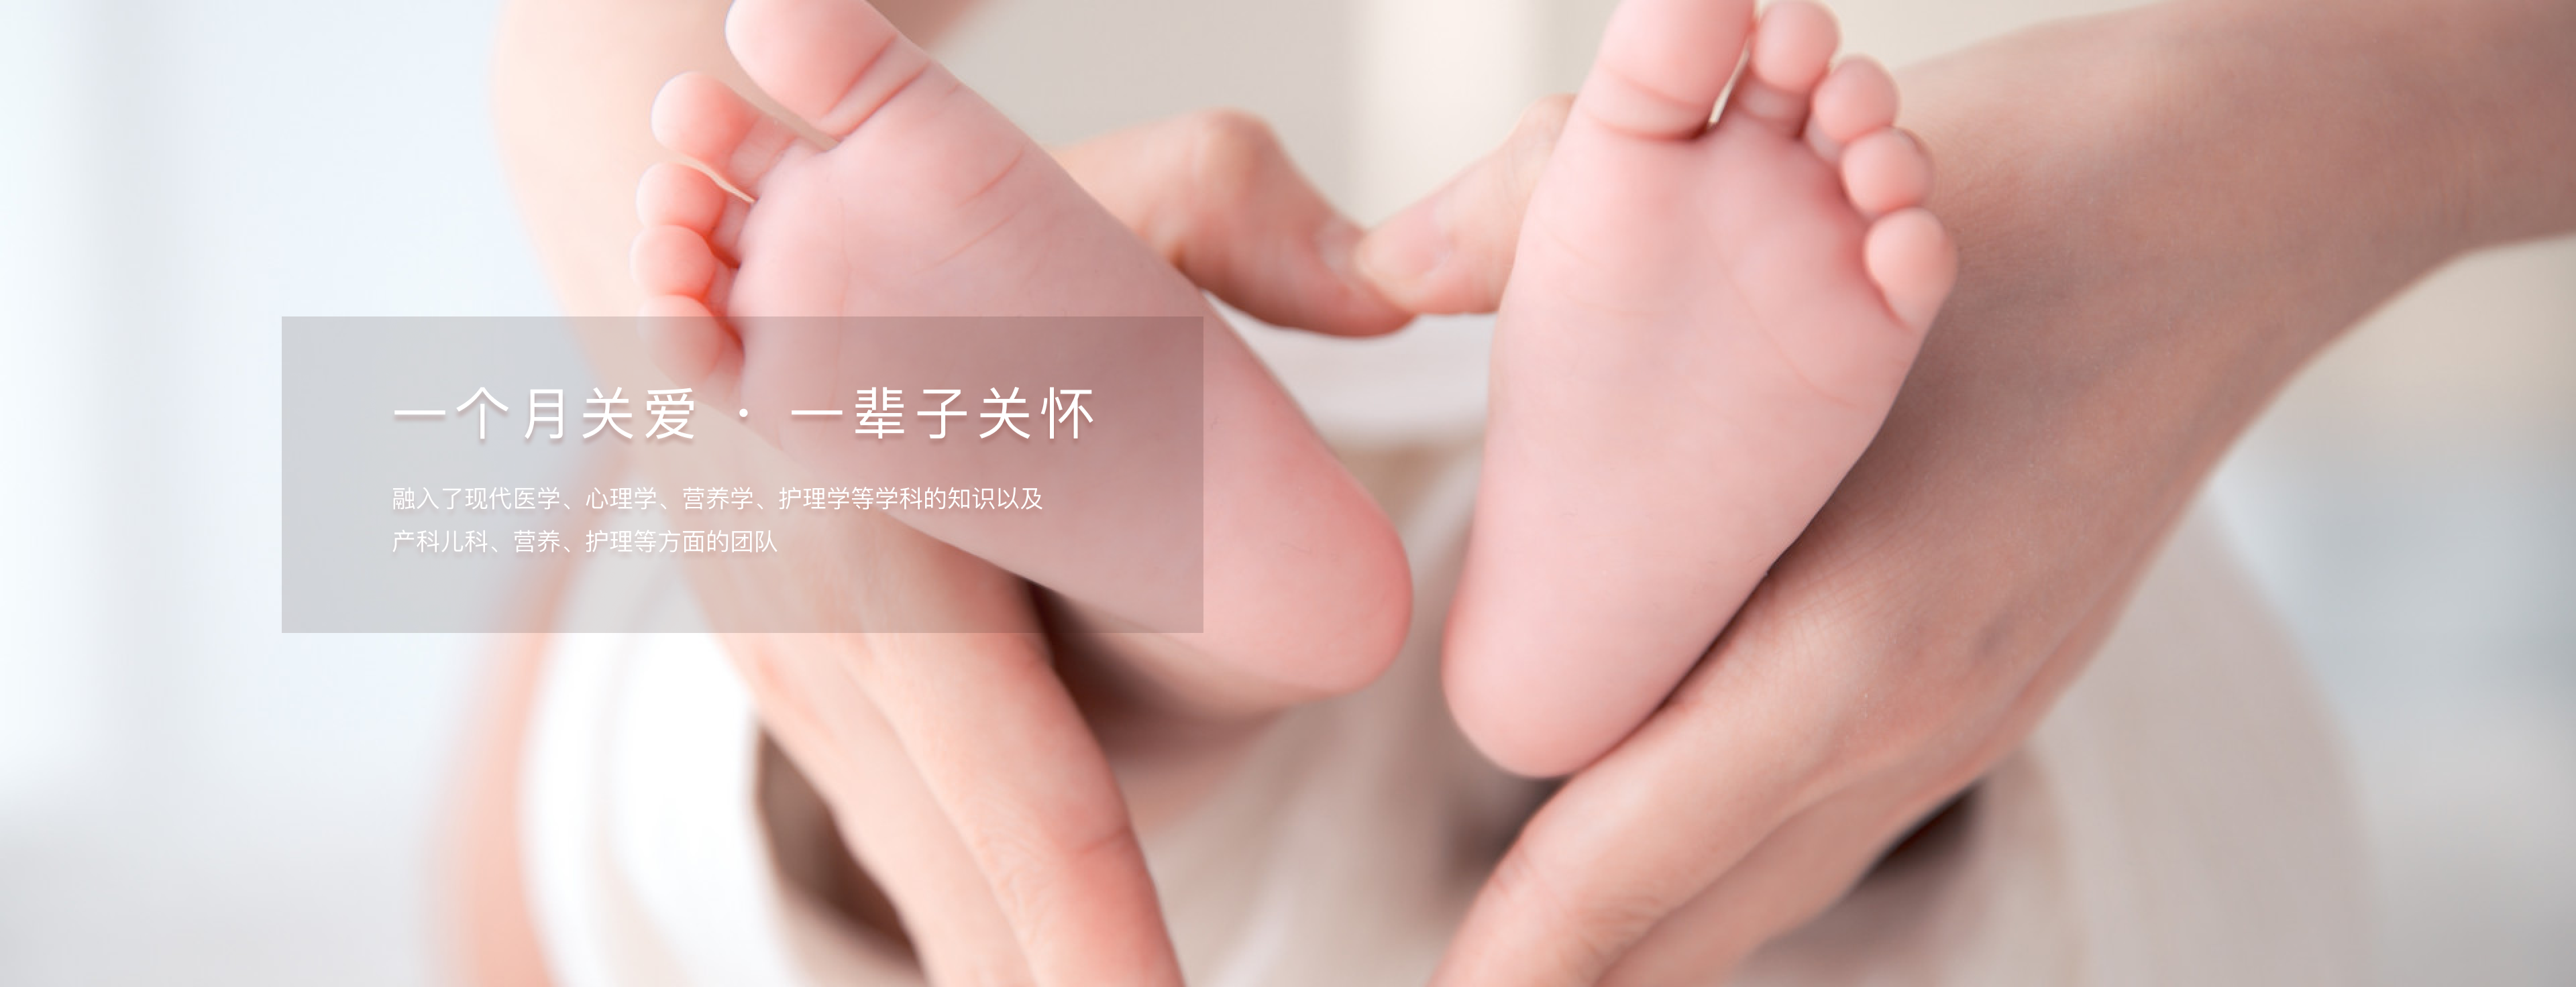 一个月关爱 · 一辈子关怀
融入了现代医学、心理学、营养学、护理学等学科的知识以及
产科儿科、营养、护理等方面的团队